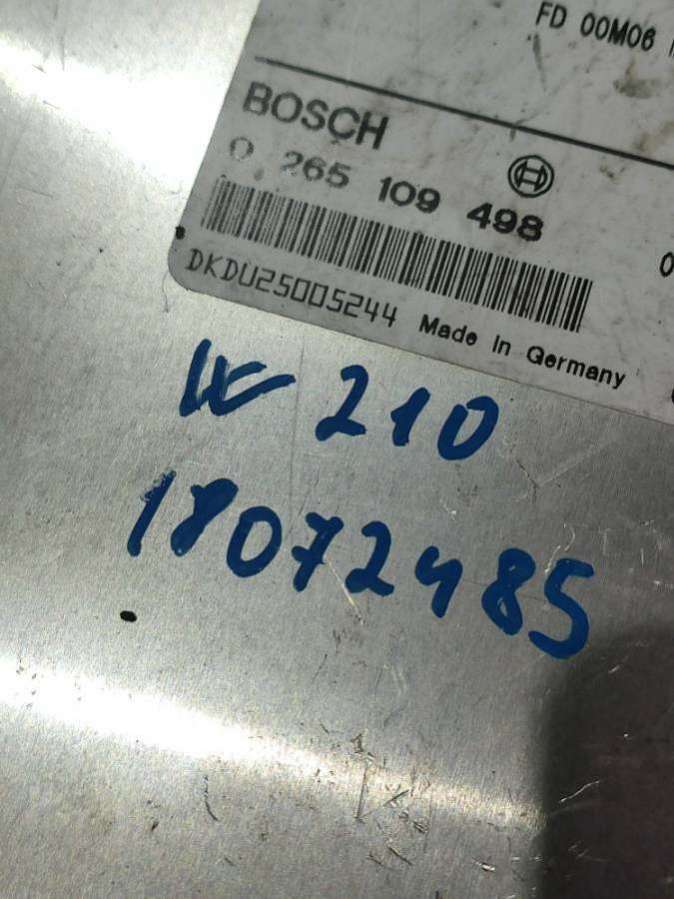 FD 00M06
BOSCH
0 265 109 498
DKDU25005244 Made in Germany
W 210
18072485